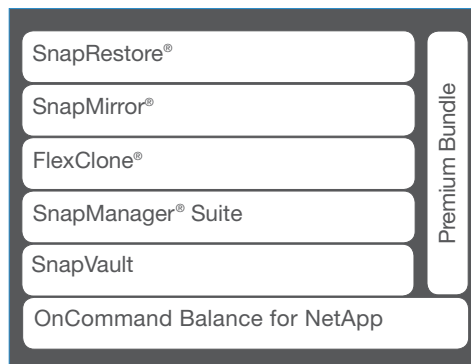 SnapRestore®
SnapMirror®
FlexClone®
SnapManager® Suite
SnapVault
OnCommand Balance for NetApp
Premium Bundle